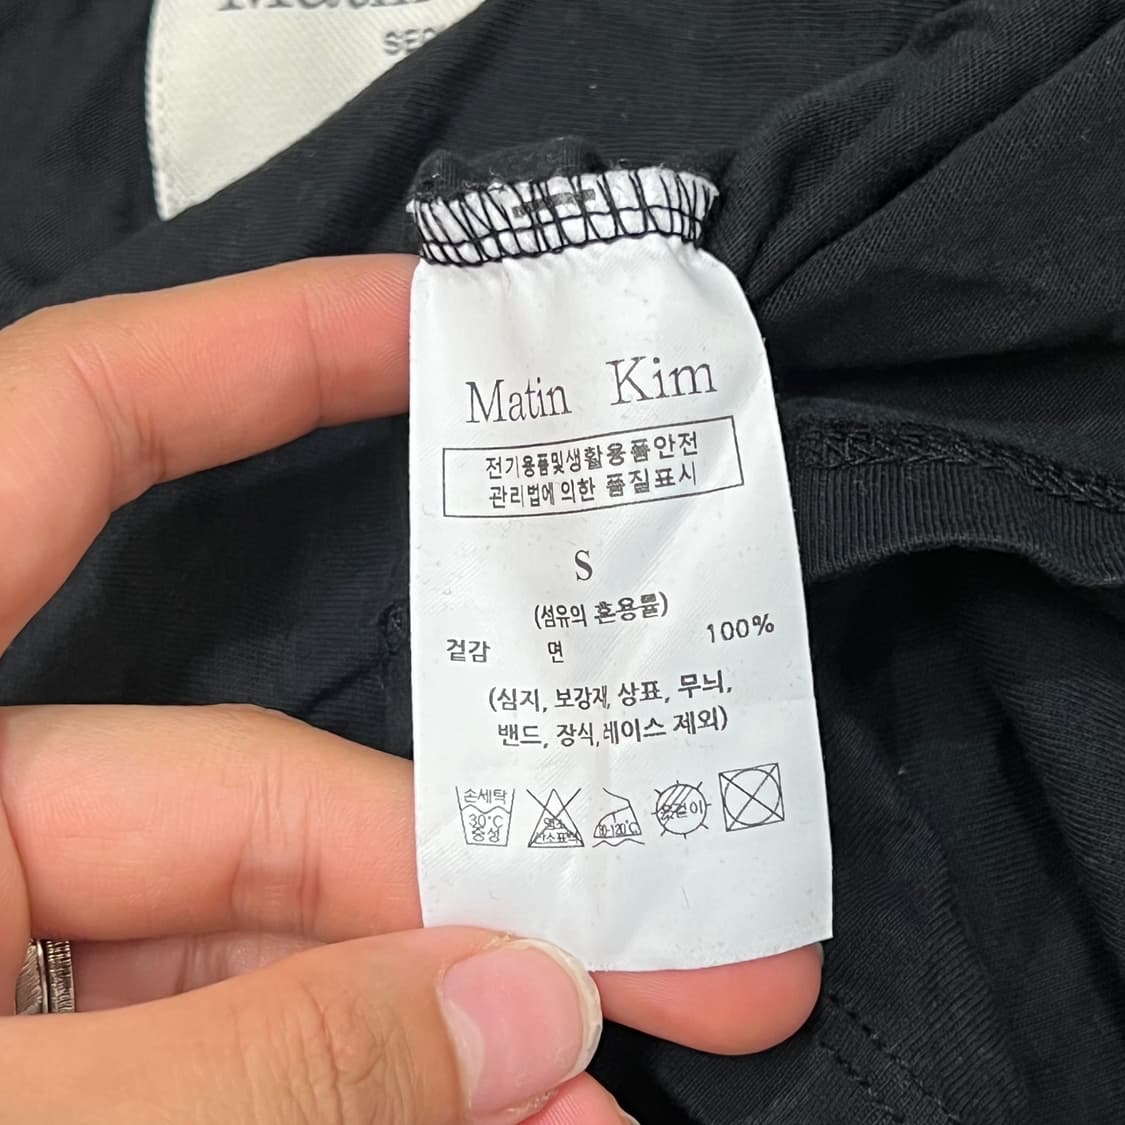 Matin Kim
전기용품및생활용품안전
관리법에 의한 품질표시
S
(섬유의 혼용률)
겉감 면 100%
(심지, 보강재, 상표, 무늬,
밴드, 장식, 레이스 제외)
손세탁
30℃
중성
옷걸이